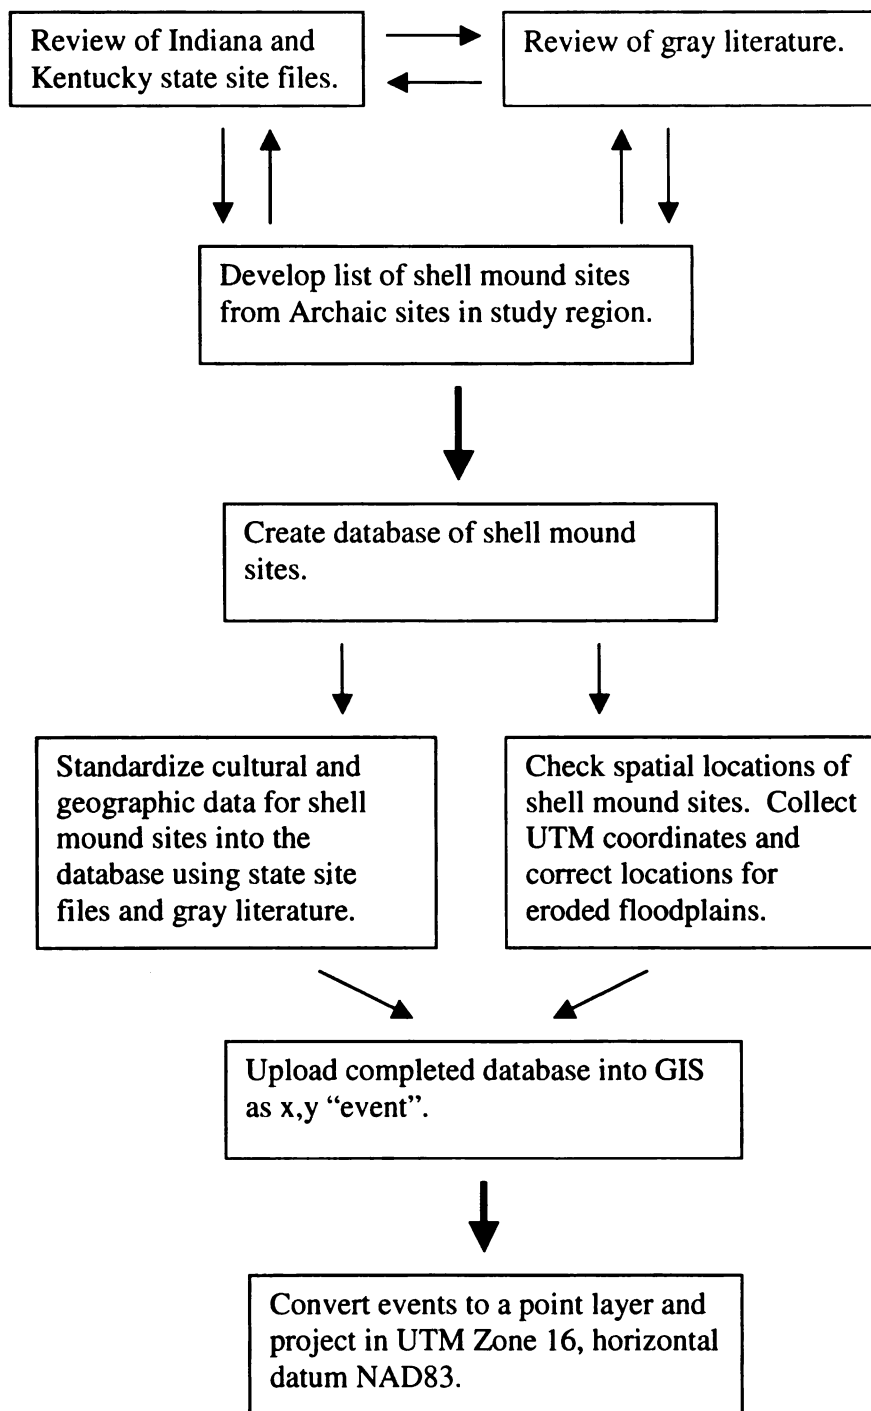 Review of Indiana and
Kentucky state site files.
Review of gray literature.
Develop list of shell mound sites
from Archaic sites in study region.
Create database of shell mound
sites.
Standardize cultural and
geographic data for shell
mound sites into the
database using state site
files and gray literature.
Check spatial locations of
shell mound sites.  Collect
UTM coordinates and
correct locations for
eroded floodplains.
Upload completed database into GIS
as x,y “event”.
Convert events to a point layer and
project in UTM Zone 16, horizontal
datum NAD83.